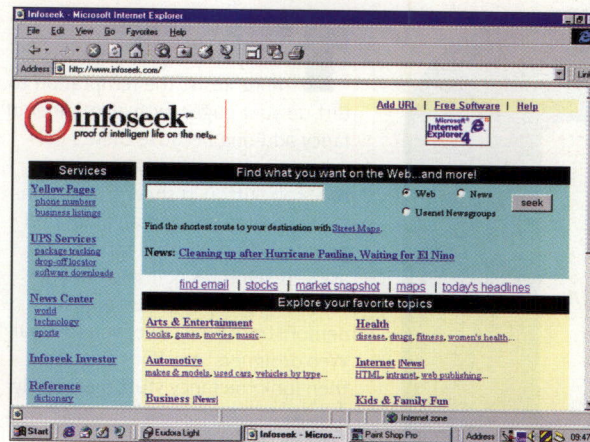 Infoseek - Microsoft Internet Explorer
File Edit View Go Favorites Help
Address http://www.infoseek.com/
infoseek℠
proof of intelligent life on the net℠
Add URL | Free Software | Help
Microsoft
Internet
Explorer
4
Services
Yellow Pages
phone numbers
business listings
UPS Services
package tracking
drop-off locator
software downloads
News Center
world
technology
sports
Infoseek Investor
Reference
dictionary
Find what you want on the Web...and more!
Web News
Usenet Newsgroups
seek
Find the shortest route to your destination with Street Maps.
News: Cleaning up after Hurricane Pauline, Waiting for El Nino
find email | stocks | market snapshot | maps | today's headlines
Explore your favorite topics
Arts & Entertainment
books, games, movies, music...
Health
disease, drugs, fitness, women's health...
Automotive
makes & models, used cars, vehicles by type...
Internet [News]
HTML, intranet, web publishing...
Business [News]
Kids & Family Fun
Internet zone
Start Eudora Light Infoseek - Micros... Paint Shop Pro Address 09:47